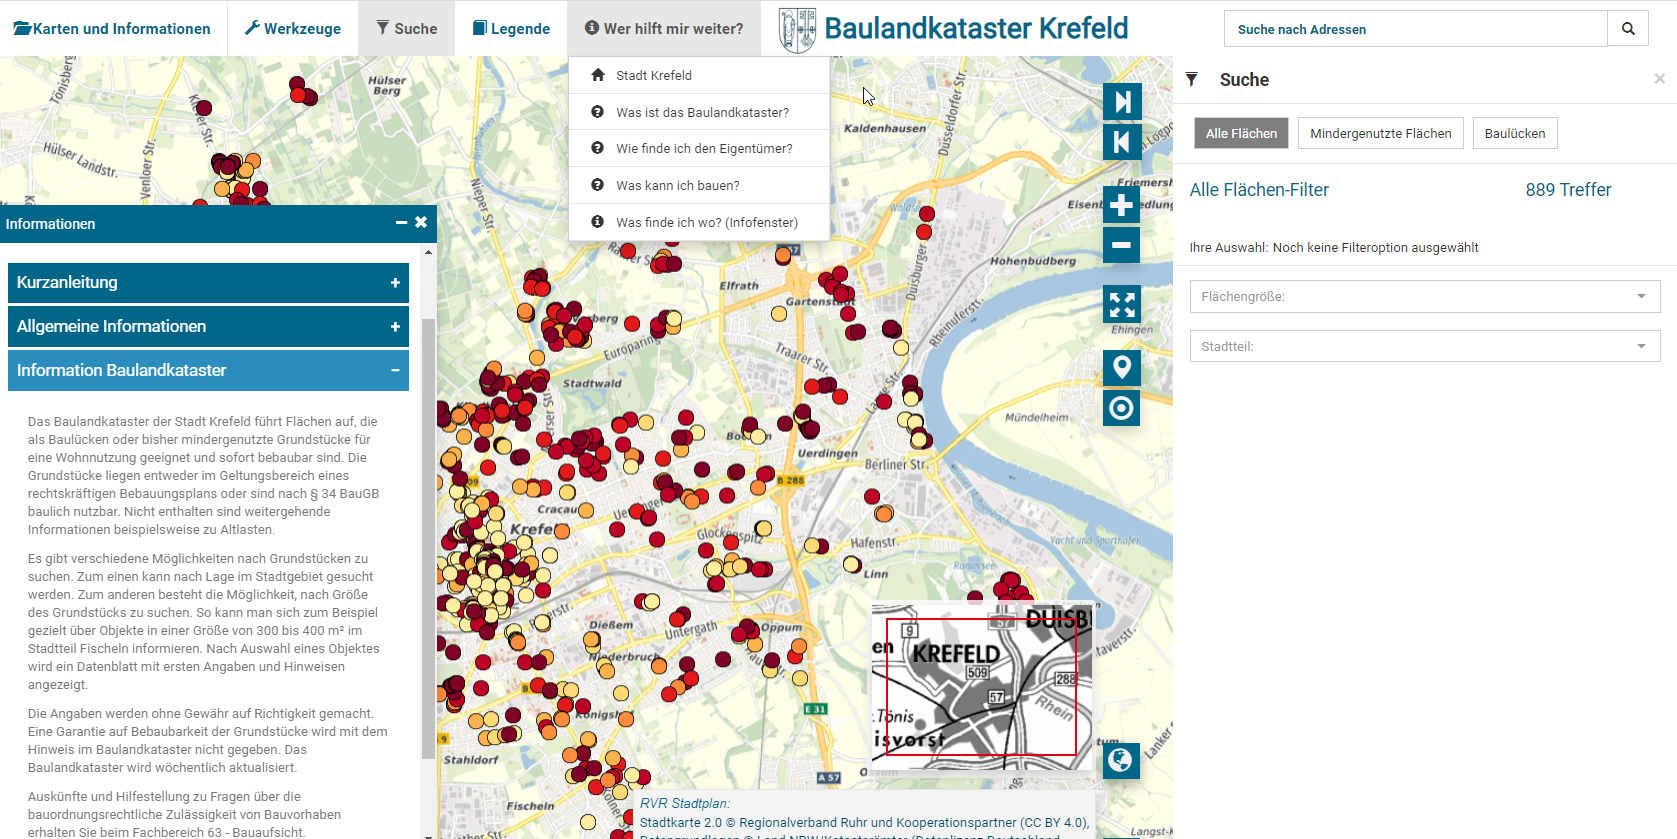 Karten und Informationen
Werkzeuge
Suche
Legende
Wer hilft mir weiter?
Baulandkataster Krefeld
Suche nach Adressen
Stadt Krefeld
Was ist das Baulandkataster?
Wie finde ich den Eigentümer?
Was kann ich bauen?
Was finde ich wo? (Infofenster)
Suche
Alle Flächen
Mindergenutzte Flächen
Baulücken
Alle Flächen-Filter
889 Treffer
Ihre Auswahl: Noch keine Filteroption ausgewählt
Flächengröße:
Stadtteil:
Informationen
Kurzanleitung
Allgemeine Informationen
Information Baulandkataster
Das Baulandkataster der Stadt Krefeld führt Flächen auf, die
als Baulücken oder bisher mindergenutzte Grundstücke für
eine Wohnnutzung geeignet und sofort bebaubar sind. Die
Grundstücke liegen entweder im Geltungsbereich eines
rechtskräftigen Bebauungsplans oder sind nach § 34 BauGB
baulich nutzbar. Nicht enthalten sind weitergehende
Informationen beispielsweise zu Altlasten.
Es gibt verschiedene Möglichkeiten nach Grundstücken zu
suchen. Zum einen kann nach Lage im Stadtgebiet gesucht
werden. Zum anderen besteht die Möglichkeit, nach Größe
des Grundstücks zu suchen. So kann man sich zum Beispiel
gezielt über Objekte in einer Größe von 300 bis 400 m² im
Stadtteil Fischeln informieren. Nach Auswahl eines Objektes
wird ein Datenblatt mit ersten Angaben und Hinweisen
angezeigt.
Die Angaben werden ohne Gewähr auf Richtigkeit gemacht.
Eine Garantie auf Bebaubarkeit der Grundstücke wird mit dem
Hinweis im Baulandkataster nicht gegeben. Das
Baulandkataster wird wöchentlich aktualisiert.
Auskünfte und Hilfestellung zu Fragen über die
bauordnungsrechtliche Zulässigkeit von Bauvorhaben
erhalten Sie beim Fachbereich 63 - Bauaufsicht.
Tönisberg
Hülser
Berg
Hülser Landstr.
Venloer Str.
Nieper Str.
Kaldenhausen
Düsseldorfer Str.
Friemersh
Hohenbudberg
Duisburger
Rheinuferstr.
Elfrath
Gartenstadt
Ehingen
Europaring
Traarer Str.
Stadtwald
Mündelheim
Uerdingen
Berliner Str.
B 288
Cracau
Krefel
Glockenspitz
Hafenstr.
Yacht und Sporthafen
Linn
Dießem
Untergath
Oppum
Niederbruch
E 31
Königsh
Stahldorf
A 57
Fischeln
9
57
DUISB
en
KREFELD
509
288
57
Rhein
.Tönis
isvorst
RVR Stadtplan:
Stadtkarte 2.0 © Regionalverband Ruhr und Kooperationspartner (CC BY 4.0),